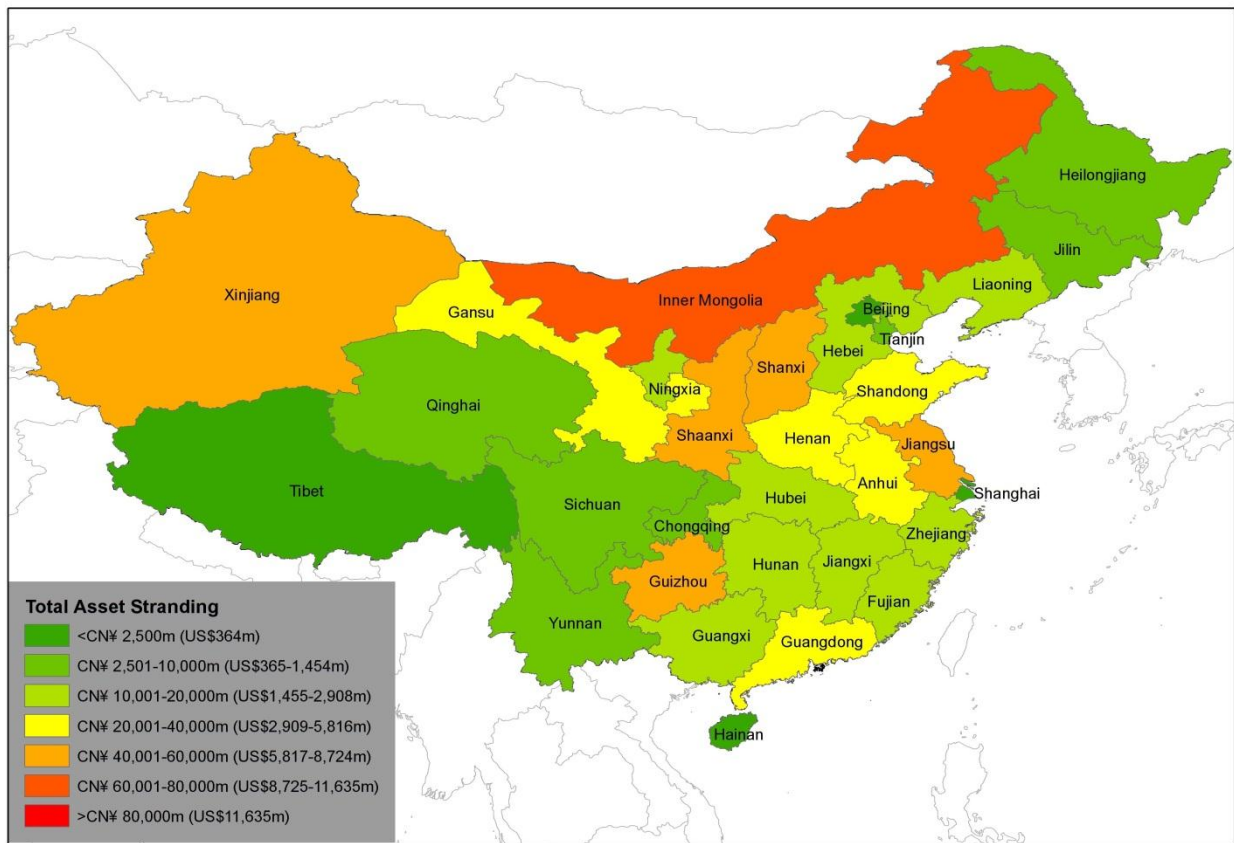 Heilongjiang
Jilin
Xinjiang
Inner Mongolia
Liaoning
Gansu
Beijing
Tianjin
Hebei
Shanxi
Ningxia
Shandong
Qinghai
Shaanxi
Henan
Jiangsu
Anhui
Tibet
Shanghai
Sichuan
Hubei
Chongqing
Zhejiang
Hunan
Jiangxi
Guizhou
Fujian
Yunnan
Guangxi
Guangdong
Hainan
Total Asset Stranding
<CN¥ 2,500m (US$364m)
CN¥ 2,501-10,000m (US$365-1,454m)
CN¥ 10,001-20,000m (US$1,455-2,908m)
CN¥ 20,001-40,000m (US$2,909-5,816m)
CN¥ 40,001-60,000m (US$5,817-8,724m)
CN¥ 60,001-80,000m (US$8,725-11,635m)
>CN¥ 80,000m (US$11,635m)